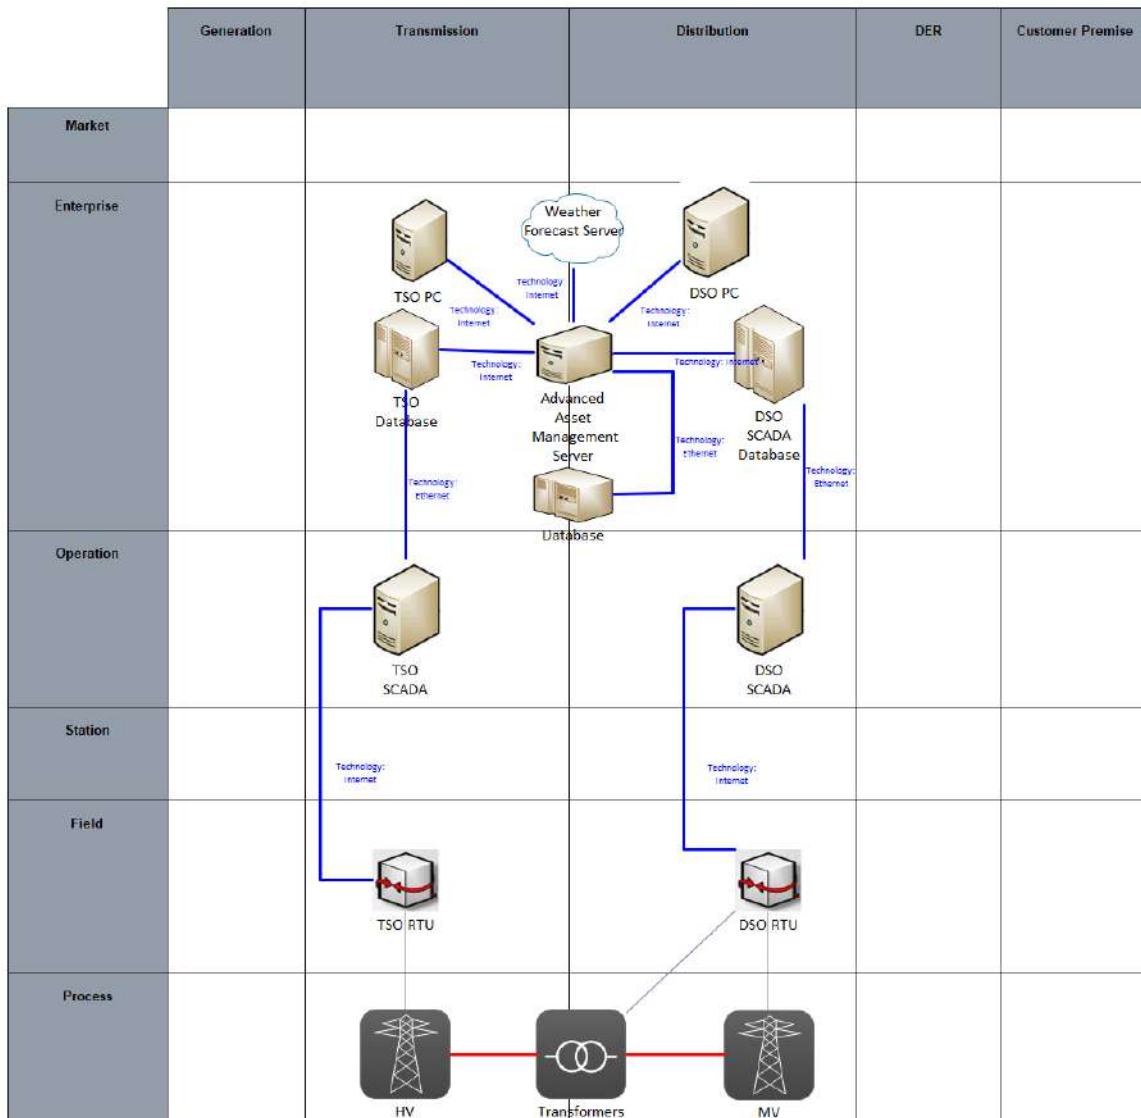 Generation
Transmission
Distribution
DER
Customer Premise
Market
Enterprise
Weather
Forecast Server
TSO PC
DSO PC
Technology
Internet
Technology:
Internet
Technology:
Internet
Technology:
Internet
Technology: Internet
TSO
Database
Advanced
Asset
Management
Server
DSO
SCADA
Database
Technology:
Ethernet
Technology:
Ethernet
Technology:
Ethernet
Database
Operation
TSO
SCADA
DSO
SCADA
Station
Technology:
Internet
Technology:
Internet
Field
TSO RTU
DSO RTU
Process
HV
Transformers
MV